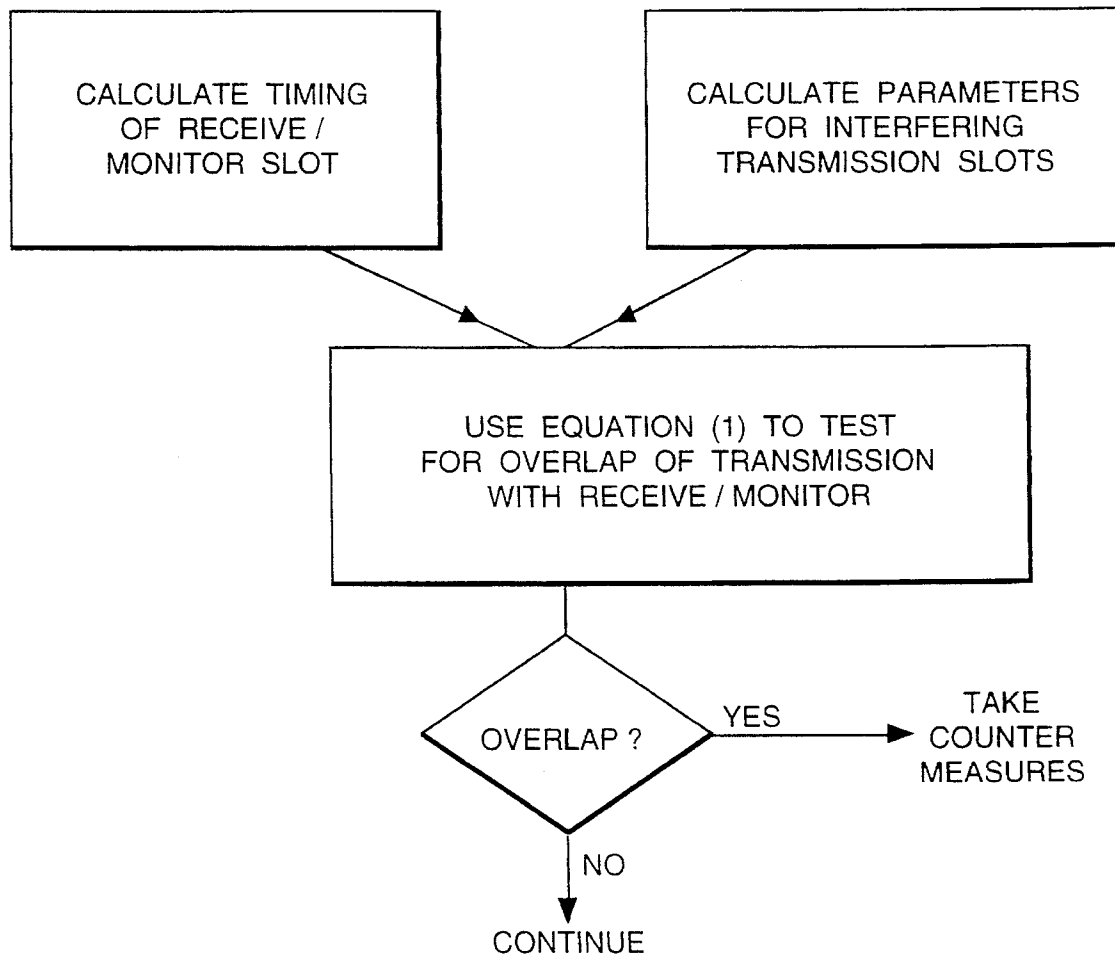 CALCULATE TIMING
OF RECEIVE /
MONITOR SLOT
CALCULATE PARAMETERS
FOR INTERFERING
TRANSMISSION SLOTS
USE EQUATION (1) TO TEST
FOR OVERLAP OF TRANSMISSION
WITH RECEIVE / MONITOR
OVERLAP ?
YES
TAKE
COUNTER
MEASURES
NO
CONTINUE